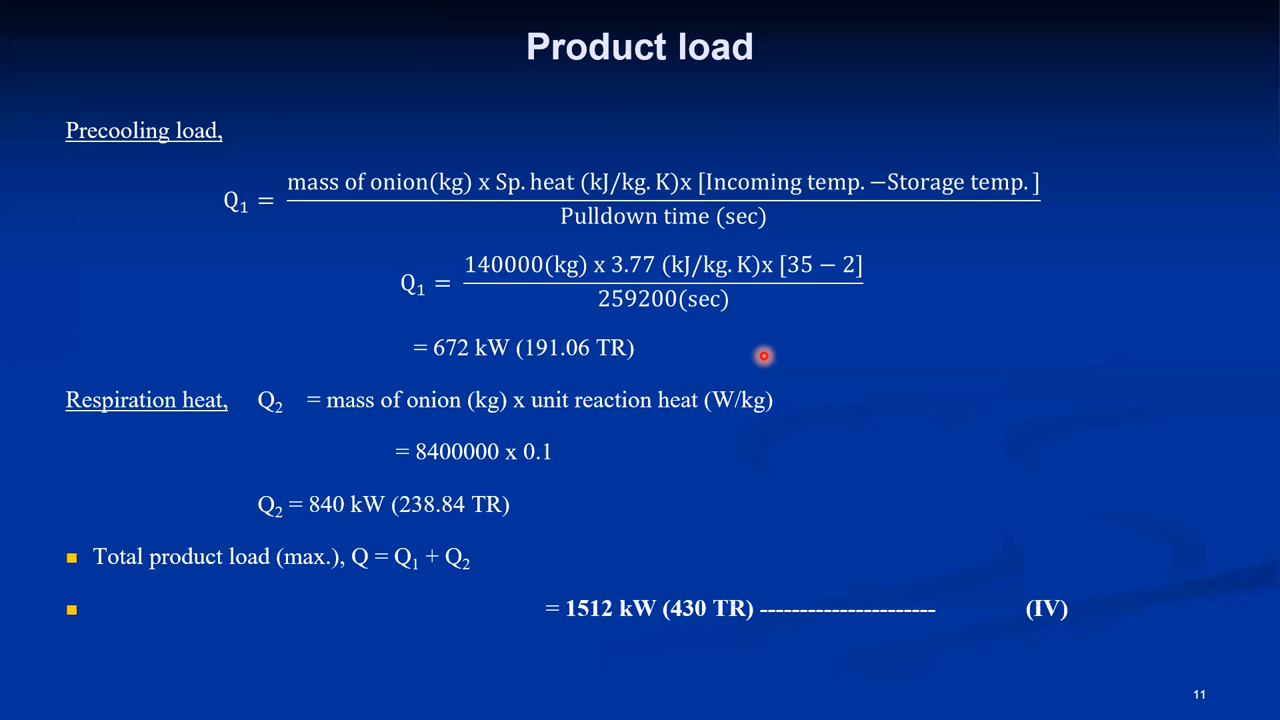 Product load
Precooling load,
Q₁ = mass of onion(kg) x Sp. heat (kJ/kg. K)x [Incoming temp. −Storage temp. ]
Pulldown time (sec)
Q₁ = 140000(kg) x 3.77 (kJ/kg. K)x [35 − 2]
259200(sec)
= 672 kW (191.06 TR)
Respiration heat, Q₂ = mass of onion (kg) x unit reaction heat (W/kg)
= 8400000 x 0.1
Q₂ = 840 kW (238.84 TR)
Total product load (max.), Q = Q₁ + Q₂
= 1512 kW (430 TR) ---------------------- (IV)
11